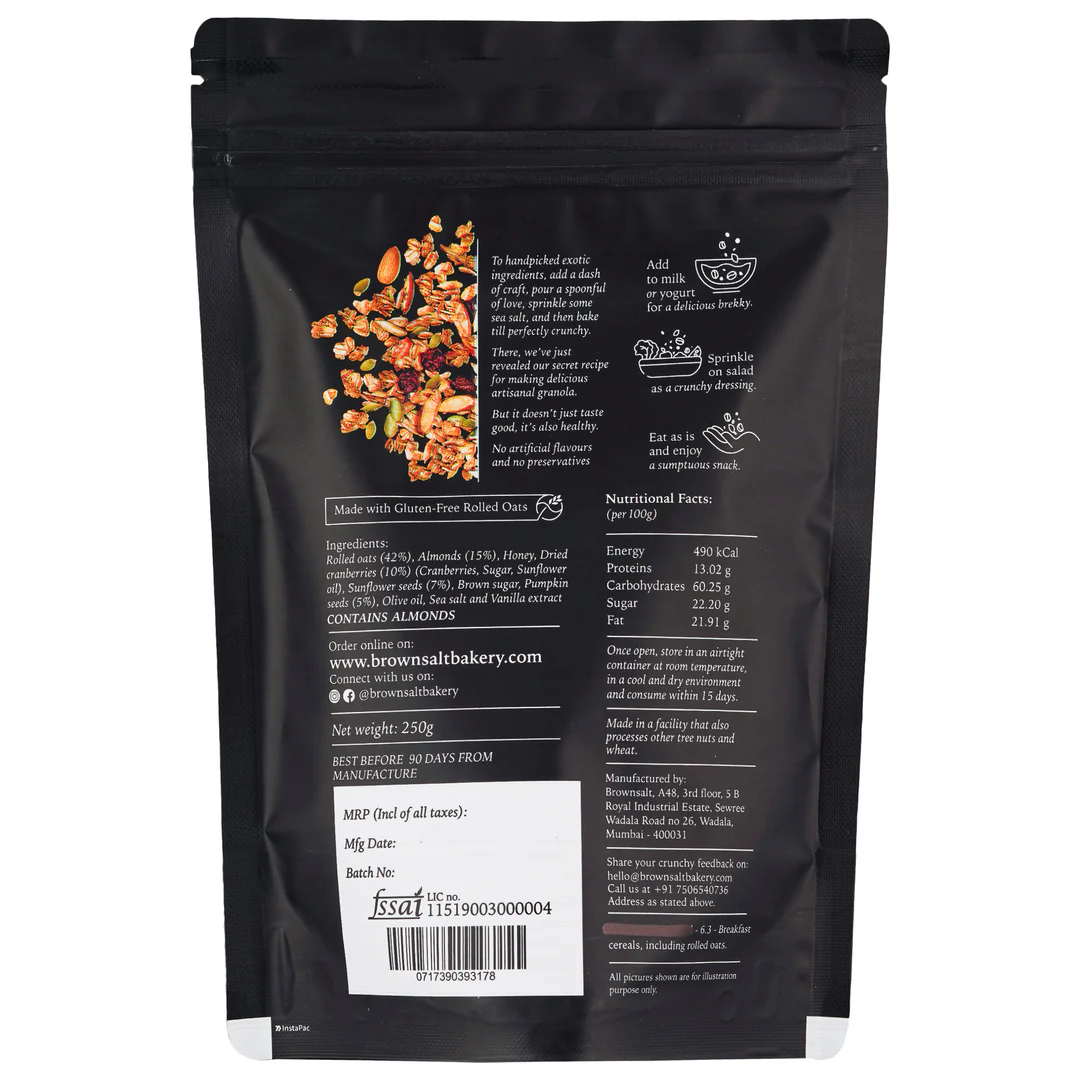 To handpicked exotic
ingredients, add a dash
of craft, pour a spoonful
of love, sprinkle some
sea salt, and then bake
till perfectly crunchy.
There, we've just
revealed our secret recipe
for making delicious
artisanal granola.
But it doesn't just taste
good, it's also healthy.
No artificial flavours
and no preservatives
Add
to milk
or yogurt
for a delicious brekky.
Sprinkle
on salad
as a crunchy dressing.
Eat as is
and enjoy
a sumptuous snack.
Made with Gluten-Free Rolled Oats
Ingredients:
Rolled oats (42%), Almonds (15%), Honey, Dried
cranberries (10%) (Cranberries, Sugar, Sunflower
oil), Sunflower seeds (7%), Brown sugar, Pumpkin
seeds (5%), Olive oil, Sea salt and Vanilla extract
CONTAINS ALMONDS
Order online on:
www.brownsaltbakery.com
Connect with us on:
@brownsaltbakery
Net weight: 250g
BEST BEFORE 90 DAYS FROM
MANUFACTURE
MRP (Incl of all taxes):
Mfg Date:
Batch No:
fssai LIC no.
11519003000004
0717390393178
Nutritional Facts:
(per 100g)
Energy 490 kCal
Proteins 13.02 g
Carbohydrates 60.25 g
Sugar 22.20 g
Fat 21.91 g
Once open, store in an airtight
container at room temperature,
in a cool and dry environment
and consume within 15 days.
Made in a facility that also
processes other tree nuts and
wheat.
Manufactured by:
Brownsalt, A48, 3rd floor, 5 B
Royal Industrial Estate, Sewree
Wadala Road no 26, Wadala,
Mumbai - 400031
Share your crunchy feedback on:
hello@brownsaltbakery.com
Call us at +91 7506540736
Address as stated above.
- 6.3 - Breakfast
cereals, including rolled oats.
All pictures shown are for illustration
purpose only.
InstaPac